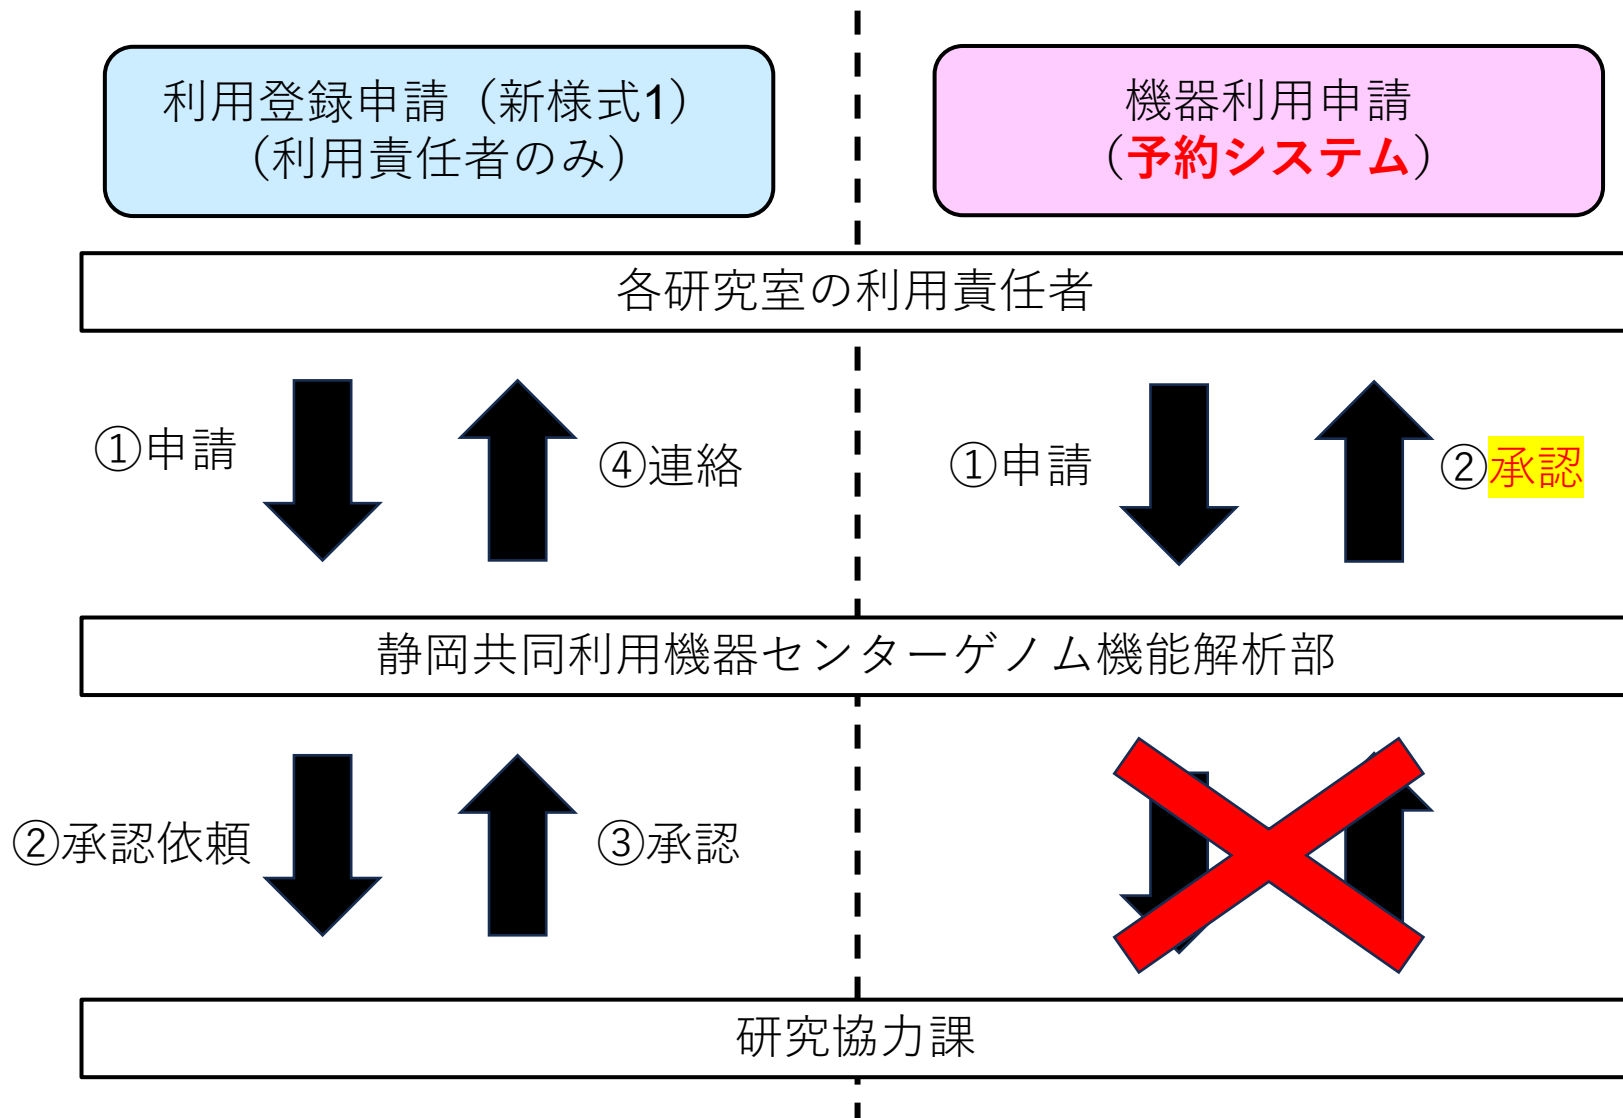 利用登録申請（新様式1）
（利用責任者のみ）
機器利用申請
（予約システム）
各研究室の利用責任者
①申請
④連絡
①申請
②承認
静岡共同利用機器センターゲノム機能解析部
②承認依頼
③承認
研究協力課